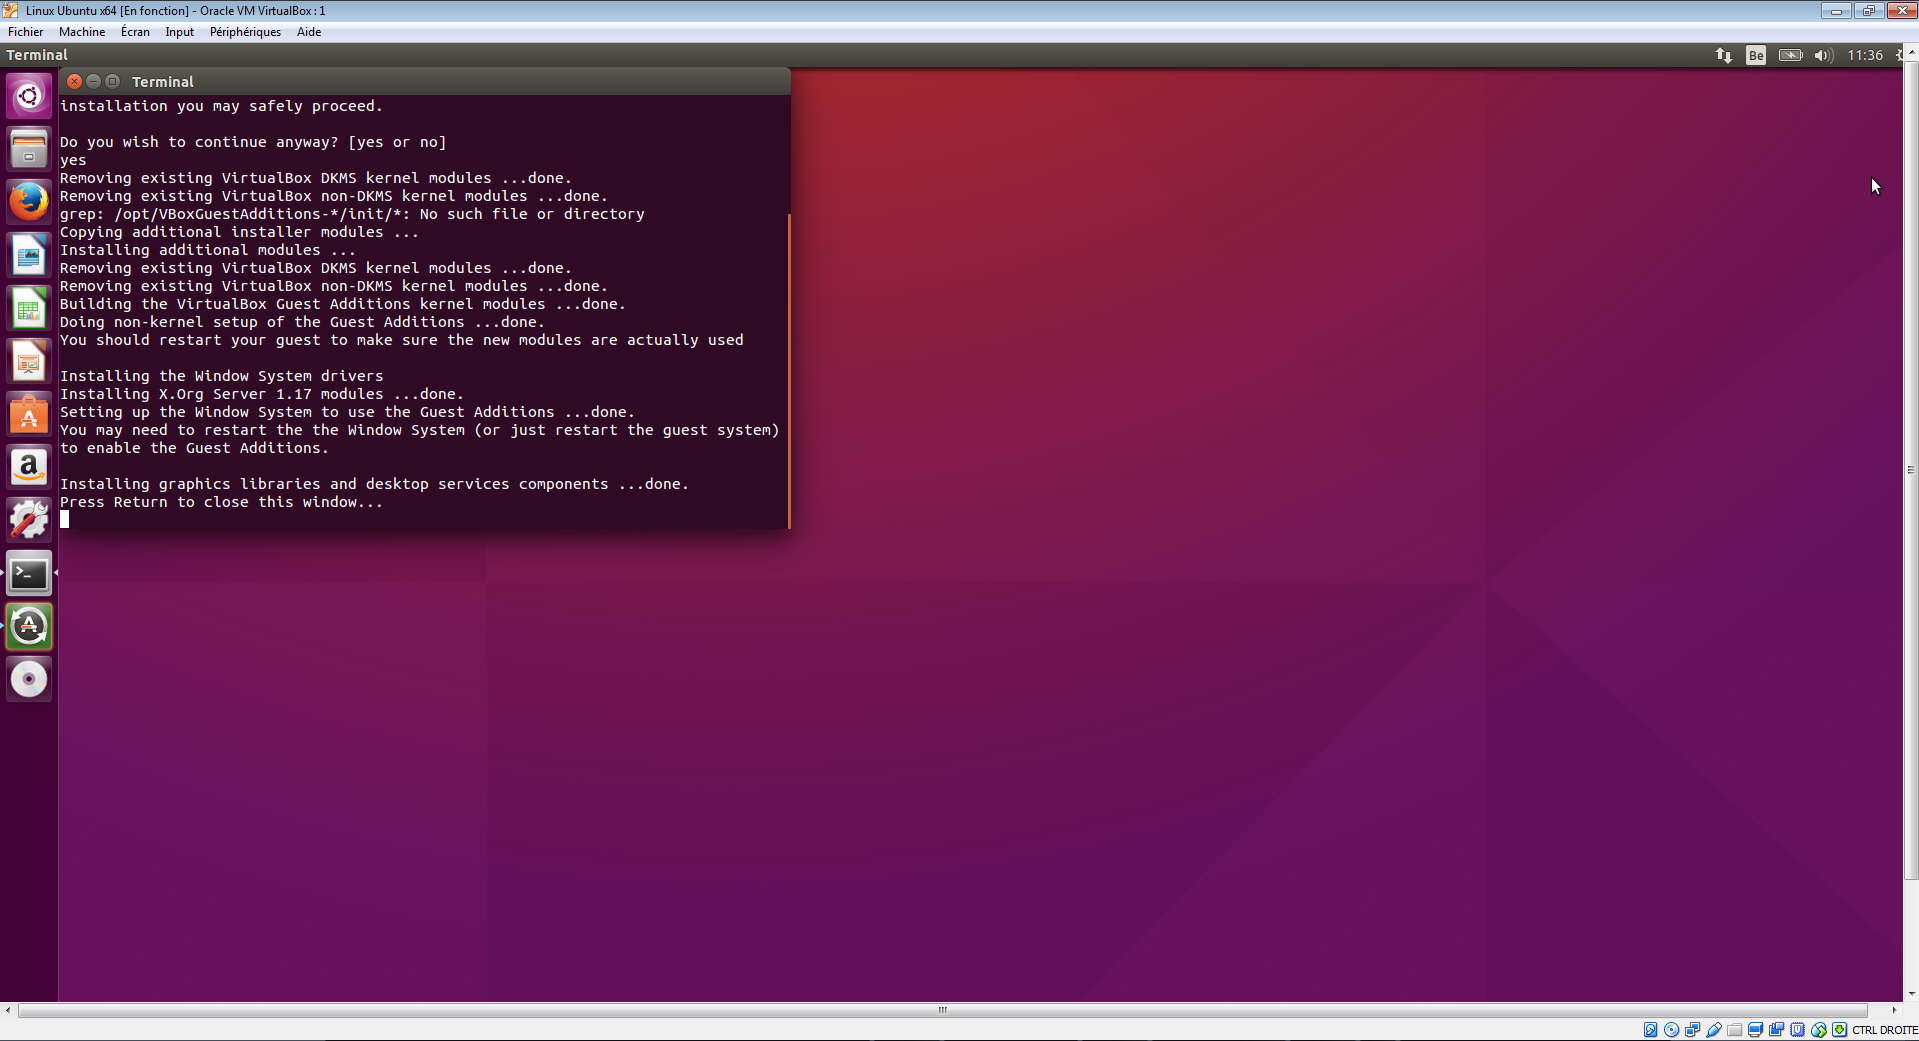 Linux Ubuntu x64 [En fonction] - Oracle VM VirtualBox : 1
Fichier Machine Écran Input Périphériques Aide
Terminal Be 11:36
Terminal
installation you may safely proceed.
Do you wish to continue anyway? [yes or no]
yes
Removing existing VirtualBox DKMS kernel modules ...done.
Removing existing VirtualBox non-DKMS kernel modules ...done.
grep: /opt/VBoxGuestAdditions-*/init/*: No such file or directory
Copying additional installer modules ...
Installing additional modules ...
Removing existing VirtualBox DKMS kernel modules ...done.
Removing existing VirtualBox non-DKMS kernel modules ...done.
Building the VirtualBox Guest Additions kernel modules ...done.
Doing non-kernel setup of the Guest Additions ...done.
You should restart your guest to make sure the new modules are actually used
Installing the Window System drivers
Installing X.Org Server 1.17 modules ...done.
Setting up the Window System to use the Guest Additions ...done.
You may need to restart the the Window System (or just restart the guest system)
to enable the Guest Additions.
Installing graphics libraries and desktop services components ...done.
Press Return to close this window...
CTRL DROITE